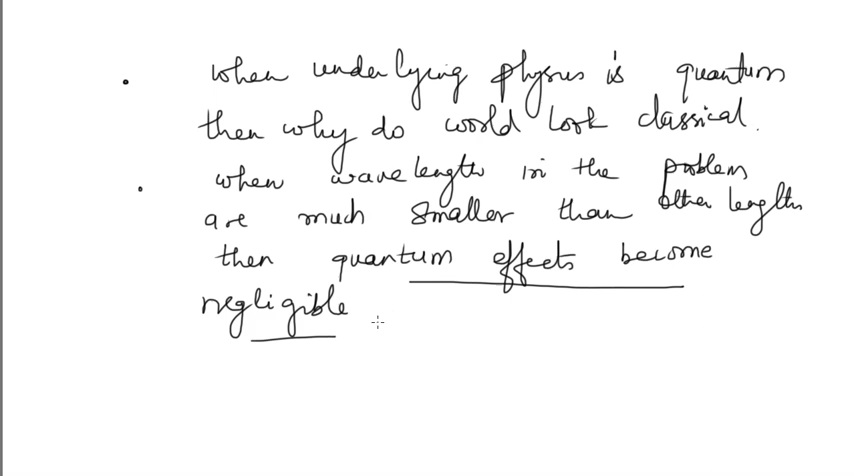 • when underlying physics is quantum
then why do world look classical.
• when wavelength in the problem
are much smaller than other lengths
then quantum effects become
negligible